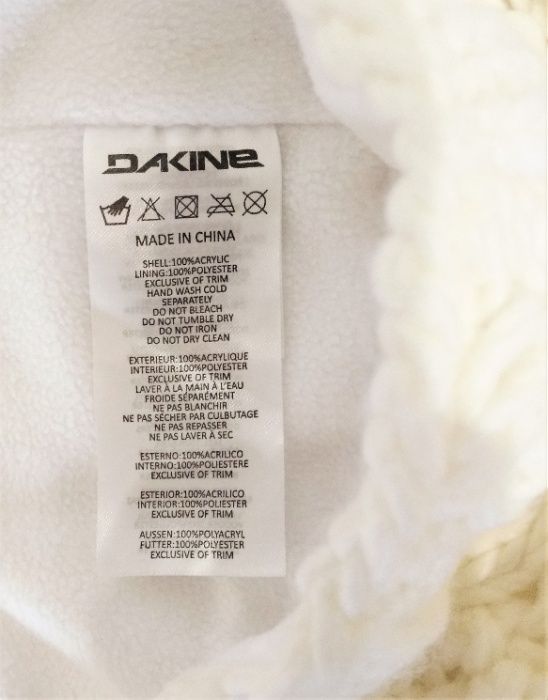 DAKINE
MADE IN CHINA
SHELL:100%ACRYLIC
LINING:100%POLYESTER
EXCLUSIVE OF TRIM
HAND WASH COLD
SEPARATELY
DO NOT BLEACH
DO NOT TUMBLE DRY
DO NOT IRON
DO NOT DRY CLEAN
EXTERIEUR:100%ACRYLIQUE
INTERIEUR:100%POLYESTER
EXCLUSIVE OF TRIM
LAVER À LA MAIN À L'EAU
FROIDE SÉPARÉMENT
NE PAS BLANCHIR
NE PAS SÉCHER PAR CULBUTAGE
NE PAS REPASSER
NE PAS LAVER À SEC
ESTERNO:100%ACRILICO
INTERNO:100%POLIESTERE
EXCLUSIVE OF TRIM
ESTERIOR:100%ACRILICO
INTERIOR:100%POLIESTER
EXCLUSIVE OF TRIM
AUSSEN:100%POLYACRYL
FUTTER:100%POLYESTER
EXCLUSIVE OF TRIM